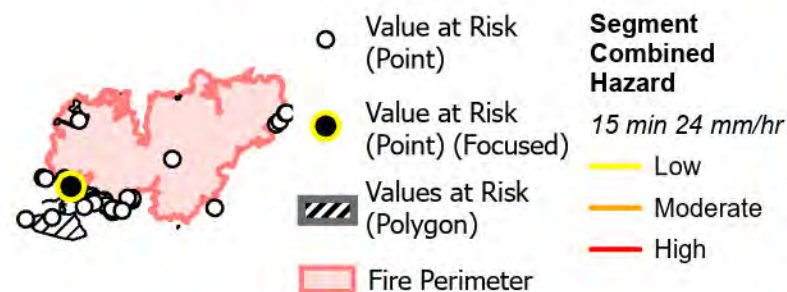 Value at Risk
(Point)
Value at Risk
(Point) (Focused)
Values at Risk
(Polygon)
Fire Perimeter
Segment
Combined
Hazard
15 min 24 mm/hr
Low
Moderate
High